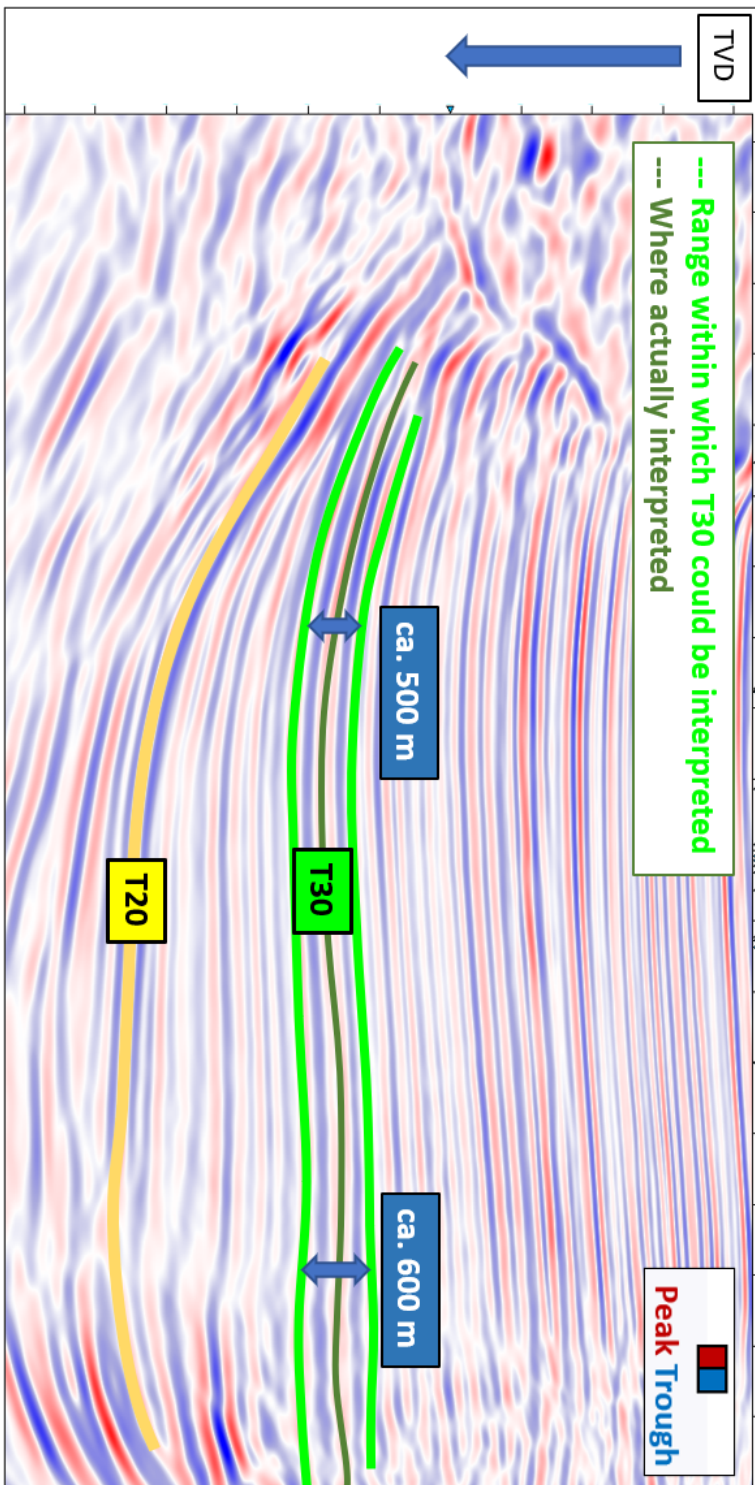 TVD
--- Range within which T30 could be interpreted
--- Where actually interpreted
Peak Trough
ca. 500 m
ca. 600 m
T30
T20